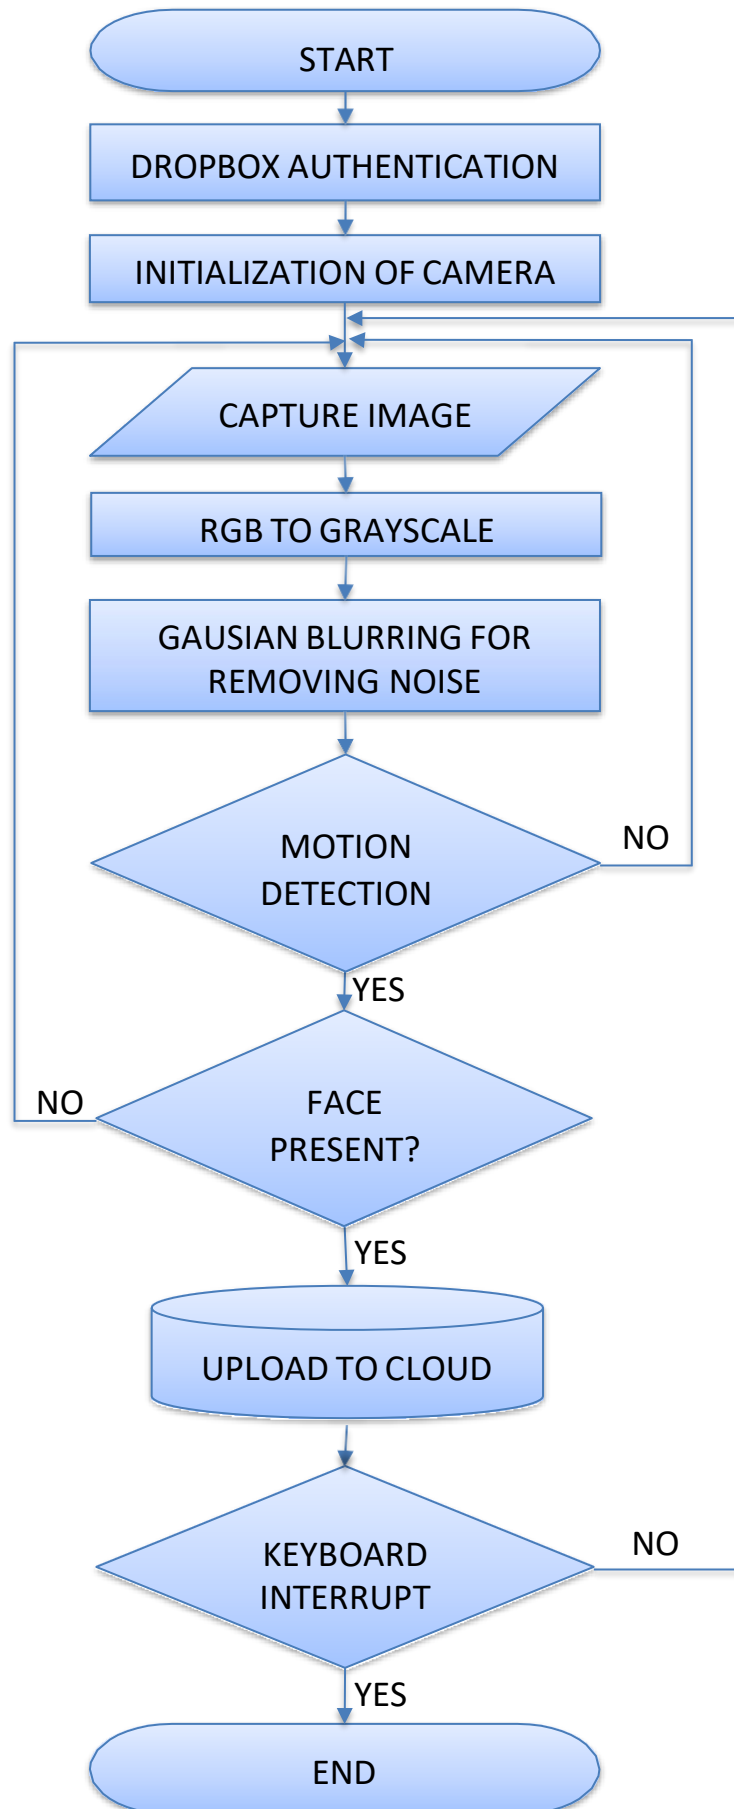 START
DROPBOX AUTHENTICATION
INITIALIZATION OF CAMERA
CAPTURE IMAGE
RGB TO GRAYSCALE
GAUSIAN BLURRING FOR
REMOVING NOISE
MOTION
DETECTION
NO
YES
FACE
PRESENT?
NO
YES
UPLOAD TO CLOUD
KEYBOARD
INTERRUPT
NO
YES
END